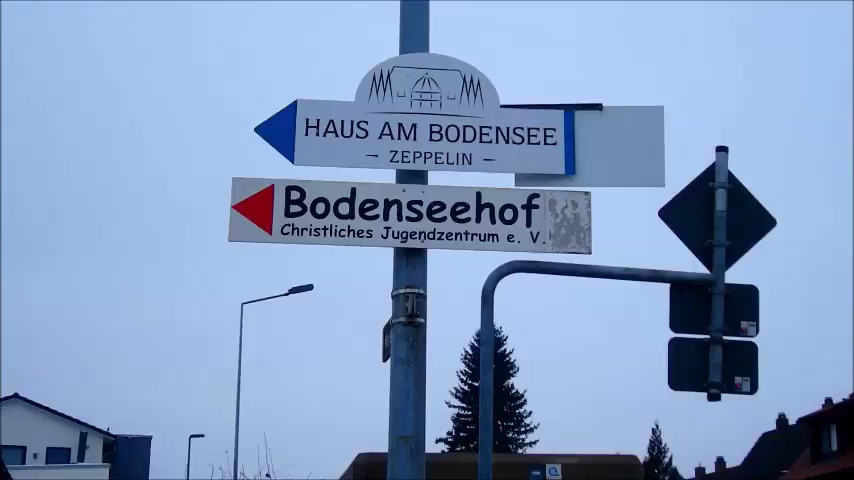 HAUS AM BODENSEE
– ZEPPELIN –
Bodenseehof
Christliches Jugendzentrum e. V.